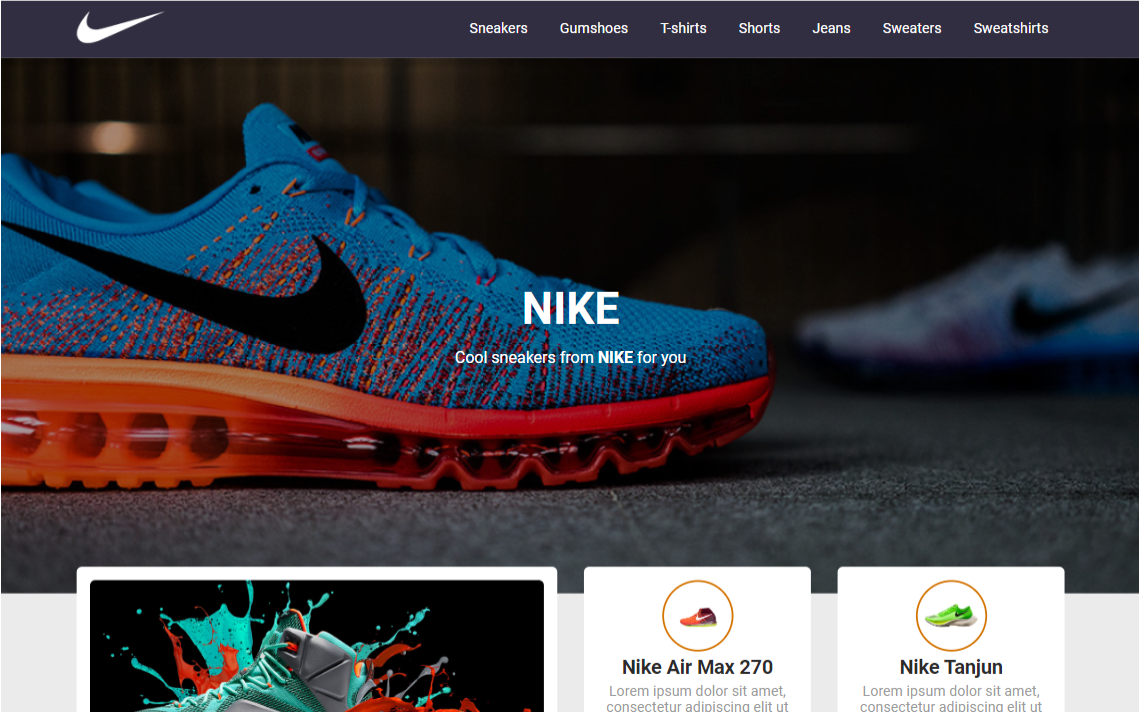 Sneakers Gumshoes T-shirts Shorts Jeans Sweaters Sweatshirts
NIKE
Cool sneakers from NIKE for you
Nike Air Max 270
Lorem ipsum dolor sit amet,
consectetur adipiscing elit ut
Nike Tanjun
Lorem ipsum dolor sit amet,
consectetur adipiscing elit ut